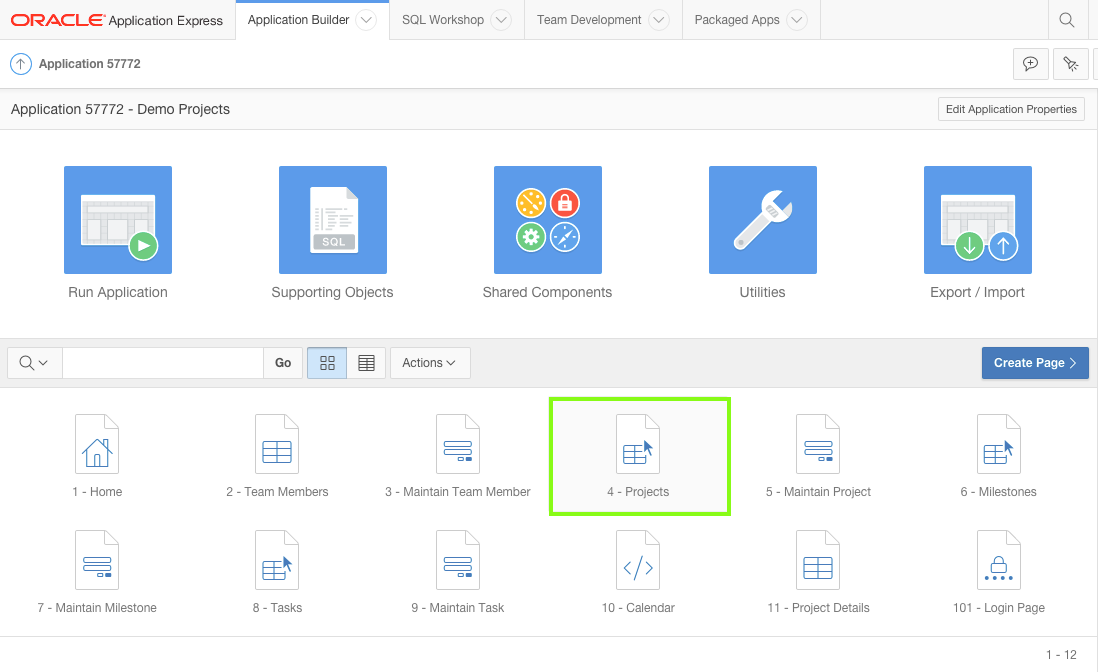 ORACLE Application Express Application Builder SQL Workshop Team Development Packaged Apps
Application 57772
Application 57772 - Demo Projects Edit Application Properties
SQL
Run Application Supporting Objects Shared Components Utilities Export / Import
Go Actions Create Page
1 - Home 2 - Team Members 3 - Maintain Team Member 4 - Projects 5 - Maintain Project 6 - Milestones
7 - Maintain Milestone 8 - Tasks 9 - Maintain Task 10 - Calendar 11 - Project Details 101 - Login Page
1 - 12